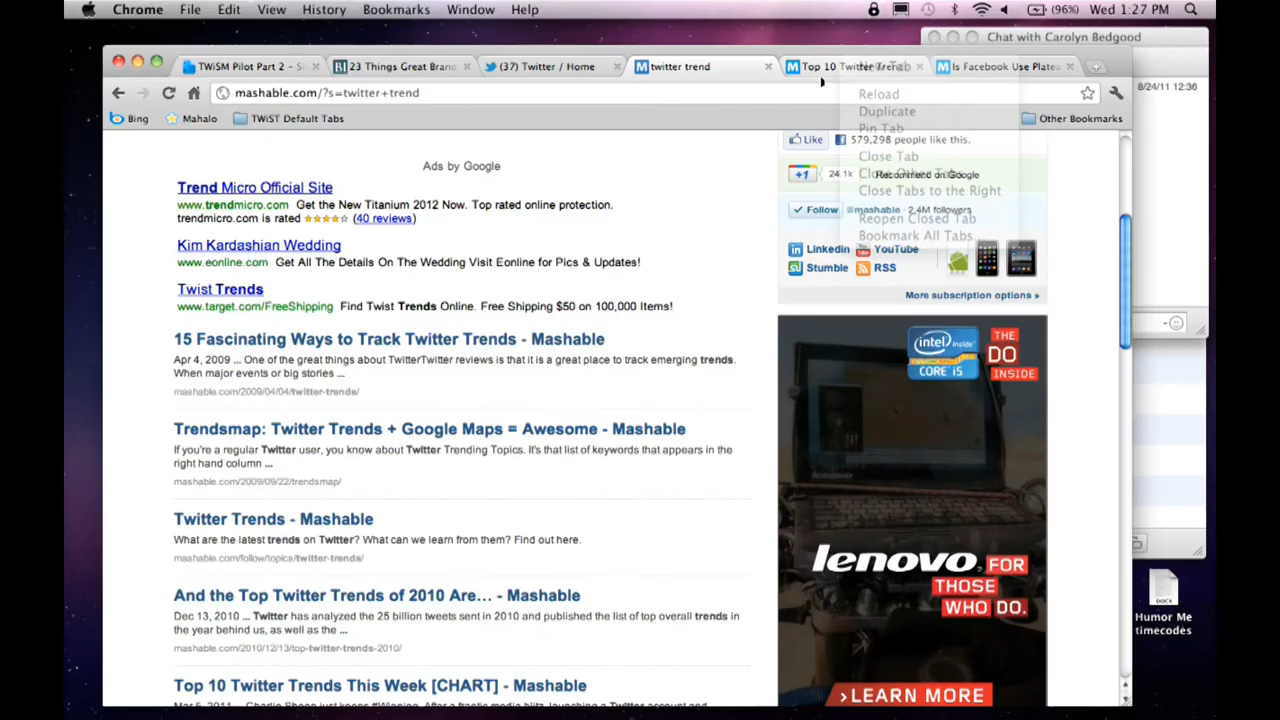 Chrome File Edit View History Bookmarks Window Help (96%) Wed 1:27 PM
Chat with Carolyn Bedgood
TWiSM Pilot Part 2 – S
23 Things Great Bran
(37) Twitter / Home
twitter trend
Top 10 Twitter Trends
Is Facebook Use Platea
New Tab
mashable.com/?s=twitter+trend
8/24/11 12:36
Bing Mahalo TWiST Default Tabs Other Bookmarks
Reload
Duplicate
Pin Tab
Close Tab
Close Other Tabs
Close Tabs to the Right
Reopen Closed Tab
Bookmark All Tabs...
Like 579,298 people like this.
+1 24.1k Recommend on Google
Follow @mashable 2.4M followers
Linkedin YouTube
Stumble RSS
More subscription options »
Ads by Google
Trend Micro Official Site
www.trendmicro.com Get the New Titanium 2012 Now. Top rated online protection.
trendmicro.com is rated ★★★★☆ (40 reviews)
Kim Kardashian Wedding
www.eonline.com Get All The Details On The Wedding Visit Eonline for Pics & Updates!
Twist Trends
www.target.com/FreeShipping Find Twist Trends Online. Free Shipping $50 on 100,000 Items!
15 Fascinating Ways to Track Twitter Trends - Mashable
Apr 4, 2009 ... One of the great things about TwitterTwitter reviews is that it is a great place to track emerging trends.
When major events or big stories ...
mashable.com/2009/04/04/twitter-trends/
Trendsmap: Twitter Trends + Google Maps = Awesome - Mashable
If you're a regular Twitter user, you know about Twitter Trending Topics. It's that list of keywords that appears in the
right hand column ...
mashable.com/2009/09/22/trendsmap/
Twitter Trends - Mashable
What are the latest trends on Twitter? What can we learn from them? Find out here.
mashable.com/follow/topics/twitter-trends/
And the Top Twitter Trends of 2010 Are… - Mashable
Dec 13, 2010 ... Twitter has analyzed the 25 billion tweets sent in 2010 and published the list of top overall trends in
the year behind us, as well as the ...
mashable.com/2010/12/13/top-twitter-trends-2010/
Top 10 Twitter Trends This Week [CHART] - Mashable
intel inside
CORE i5
THE
DO
INSIDE
lenovo FOR
THOSE
WHO DO.
›LEARN MORE
DOCX
Humor Me
timecodes